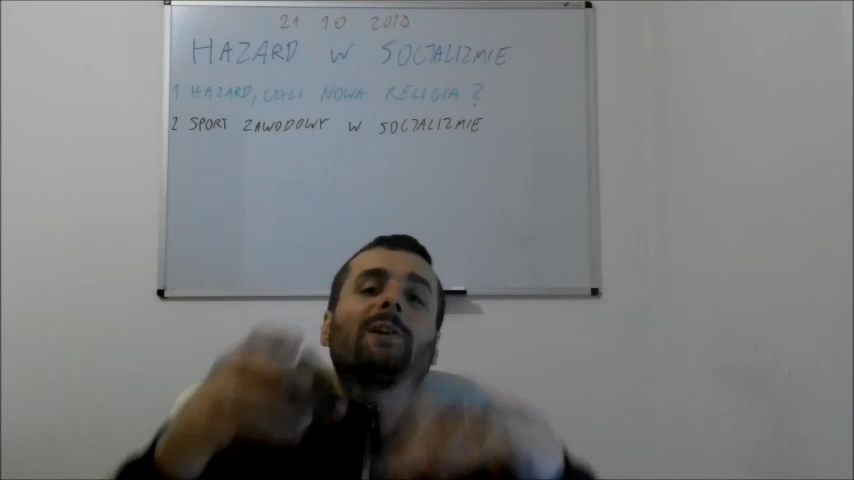 21 10 2013
HAZARD W SOCJALIZMIE
1 HAZARD, CZYLI NOWA RELIGIA?
2 SPORT ZAWODOWY W SOCJALIZMIE